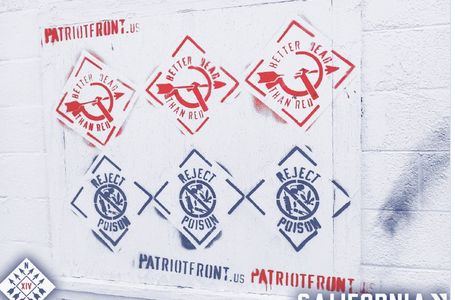 PATRIOTFRONT.US
BETTER DEAD
THAN RED
BETTER DEAD
THAN RED
BETTER DEAD
THAN RED
REJECT
POISON
REJECT
POISON
REJECT
POISON
PATRIOTFRONT.US
PATRIOTFRONT.US
N
XIV
CALIFORNIA